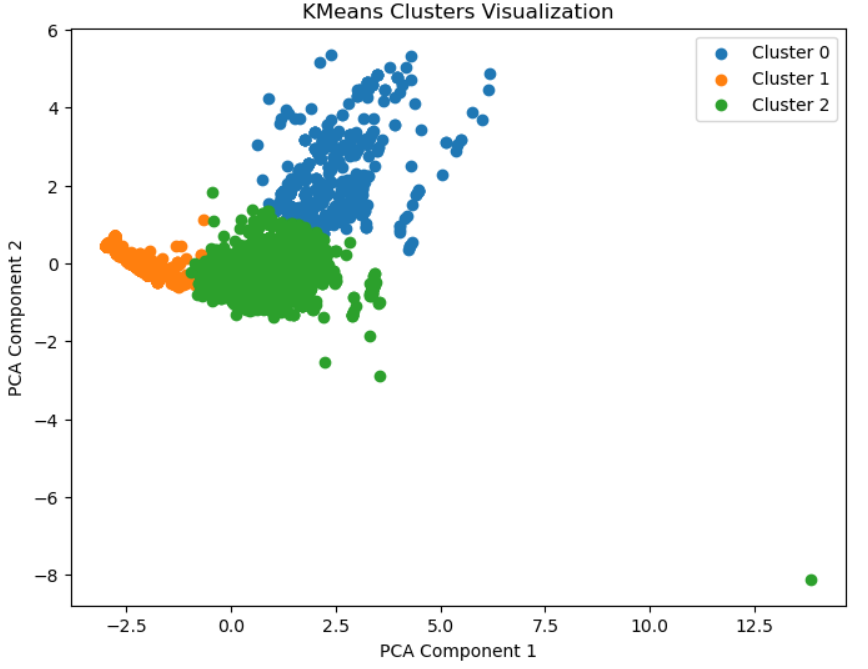 KMeans Clusters Visualization
Cluster 0
Cluster 1
Cluster 2
PCA Component 2
6
4
2
0
−2
−4
−6
−8
−2.5 0.0 2.5 5.0 7.5 10.0 12.5
PCA Component 1